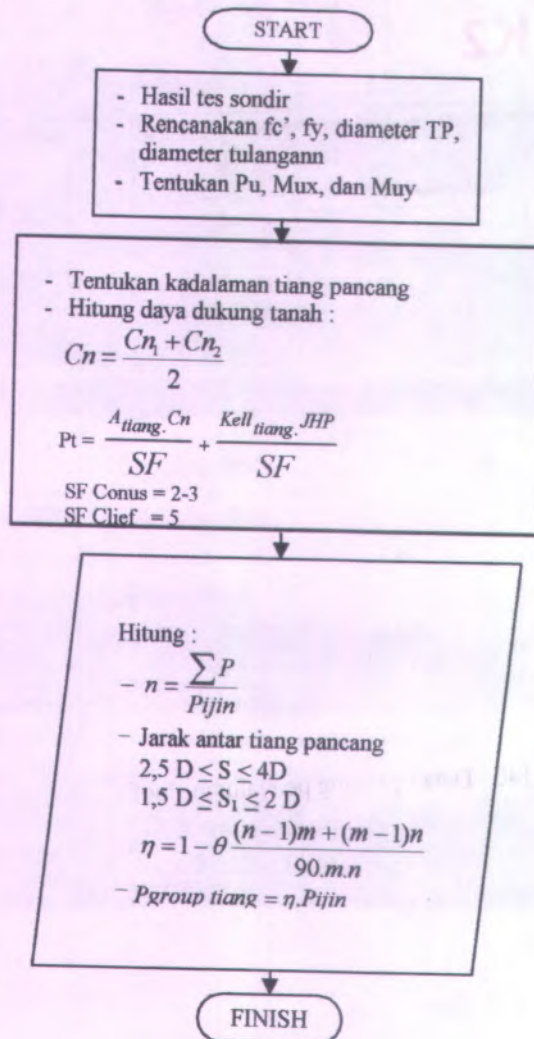 START
- Hasil tes sondir
- Rencanakan fc', fy, diameter TP,
diameter tulangann
- Tentukan Pu, Mux, dan Muy
- Tentukan kadalaman tiang pancang
- Hitung daya dukung tanah :
Cn = (Cn₁ + Cn₂) / 2
Pt = A tiang. Cn / SF + Kell tiang. JHP / SF
SF Conus = 2-3
SF Clief = 5
Hitung :
- n = ∑P / Pijin
- Jarak antar tiang pancang
2,5 D ≤ S ≤ 4D
1,5 D ≤ S₁ ≤ 2 D
η = 1 - θ ((n - 1)m + (m - 1)n) / 90.m.n
- Pgroup tiang = η.Pijin
FINISH